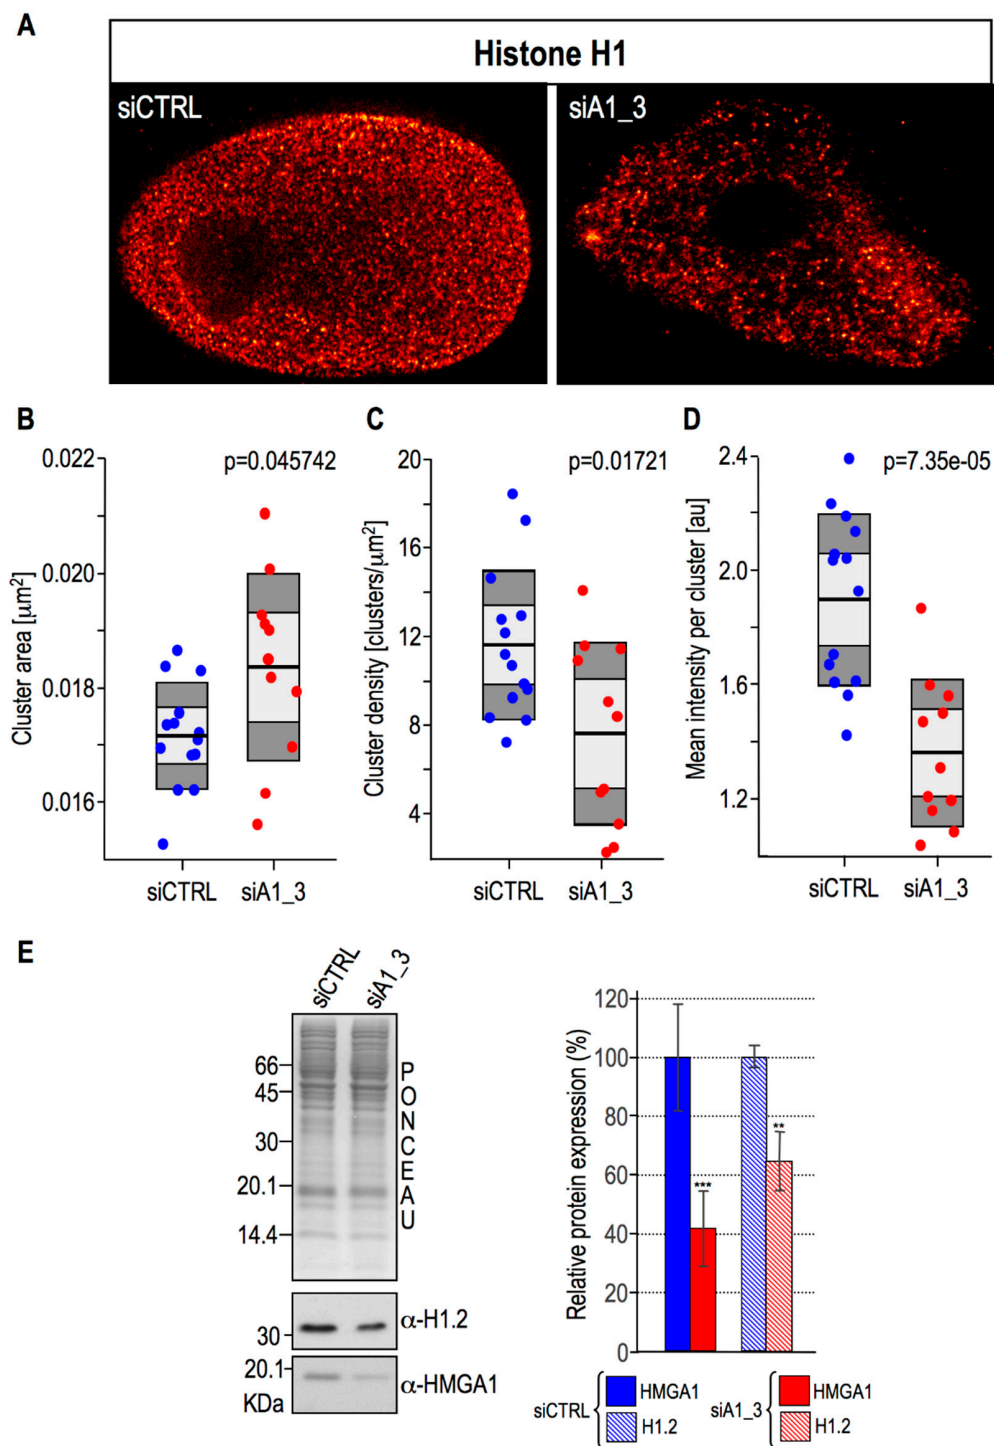 A
Histone H1
siCTRL
siA1_3
B
p=0.045742
0.022
0.020
0.018
0.016
Cluster area [μm²]
siCTRL
siA1_3
C
p=0.01721
20
16
12
8
4
Cluster density [clusters/μm²]
siCTRL
siA1_3
D
p=7.35e-05
2.4
2.0
1.6
1.2
Mean intensity per cluster [au]
siCTRL
siA1_3
E
siCTRL
siA1_3
66
45
30
20.1
14.4
PONCEAU
30
α-H1.2
20.1
α-HMGA1
KDa
120
100
80
60
40
20
0
Relative protein expression (%)
***
**
siCTRL
HMGA1
H1.2
siA1_3
HMGA1
H1.2